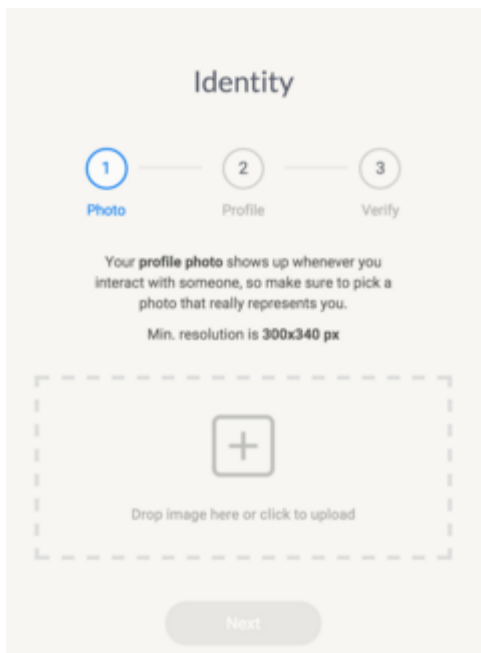 Identity
1 2 3
Photo Profile Verify
Your profile photo shows up whenever you
interact with someone, so make sure to pick a
photo that really represents you.
Min. resolution is 300x340 px
Drop image here or click to upload
Next